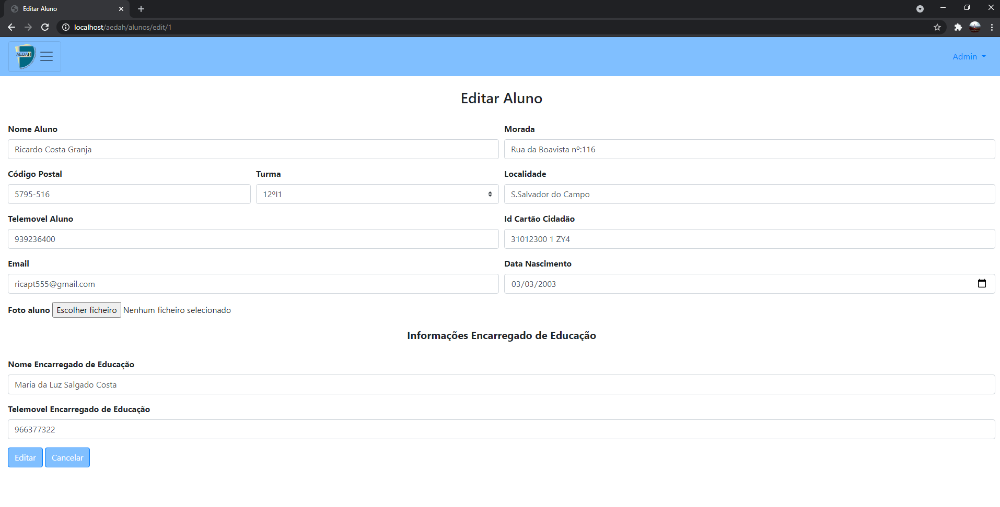 Editar Aluno
localhost/aedah/alunos/edit/1
AEDAH
Admin
Editar Aluno
Nome Aluno
Morada
Ricardo Costa Granja
Rua da Boavista nº:116
Código Postal
Turma
Localidade
5795-516
12ºI1
S.Salvador do Campo
Telemovel Aluno
Id Cartão Cidadão
939236400
31012300 1 ZY4
Email
Data Nascimento
ricapt555@gmail.com
03/03/2003
Foto aluno Escolher ficheiro Nenhum ficheiro selecionado
Informações Encarregado de Educação
Nome Encarregado de Educação
Maria da Luz Salgado Costa
Telemovel Encarregado de Educação
966377322
Editar Cancelar